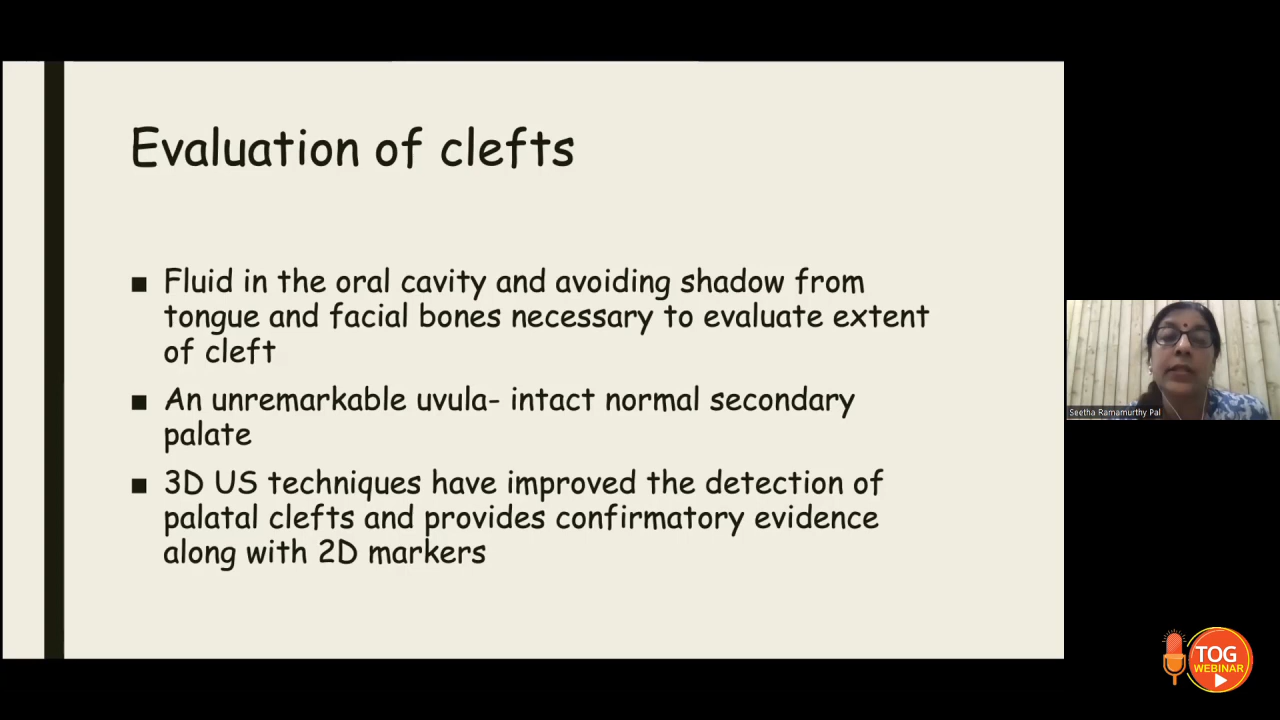 Evaluation of clefts
■ Fluid in the oral cavity and avoiding shadow from
tongue and facial bones necessary to evaluate extent
of cleft
■ An unremarkable uvula- intact normal secondary
palate
■ 3D US techniques have improved the detection of
palatal clefts and provides confirmatory evidence
along with 2D markers
Seetha Ramamurthy Pal
TOG
WEBINAR